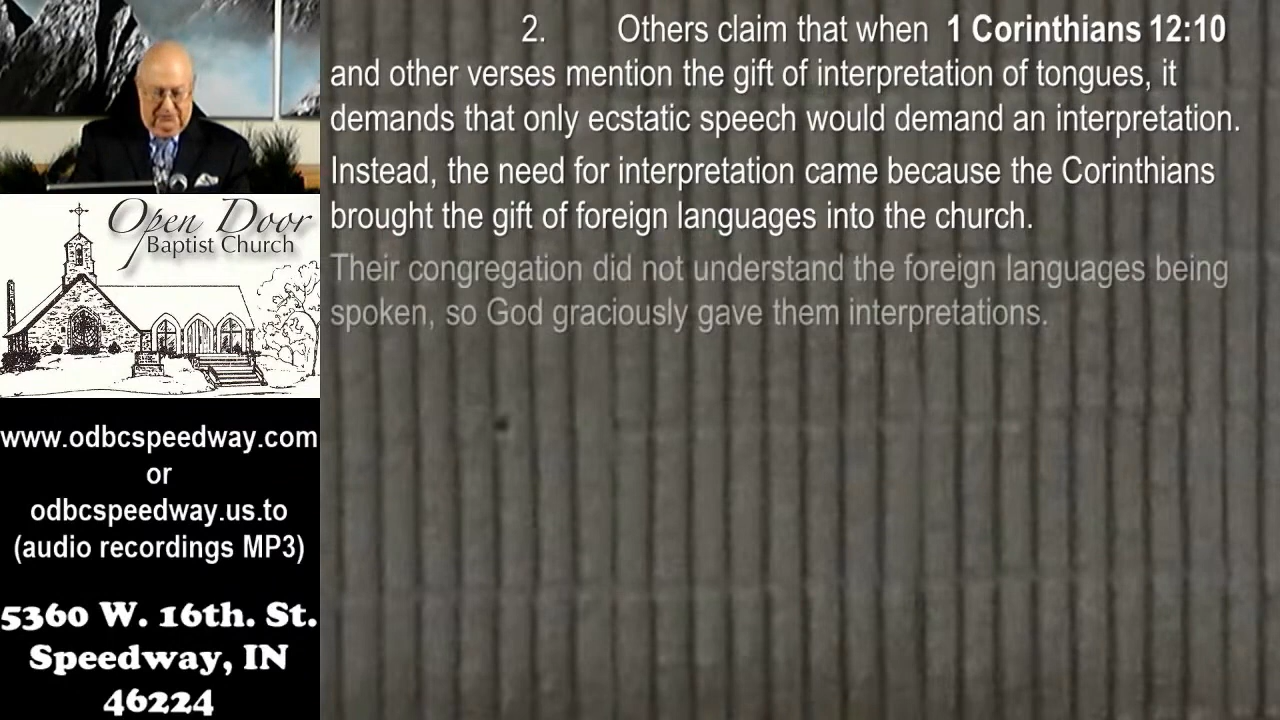 Open Door
Baptist Church
www.odbcspeedway.com
or
odbcspeedway.us.to
(audio recordings MP3)
5360 W. 16th. St.
Speedway, IN
46224
2. Others claim that when 1 Corinthians 12:10
and other verses mention the gift of interpretation of tongues, it
demands that only ecstatic speech would demand an interpretation.
Instead, the need for interpretation came because the Corinthians
brought the gift of foreign languages into the church.
Their congregation did not understand the foreign languages being
spoken, so God graciously gave them interpretations.